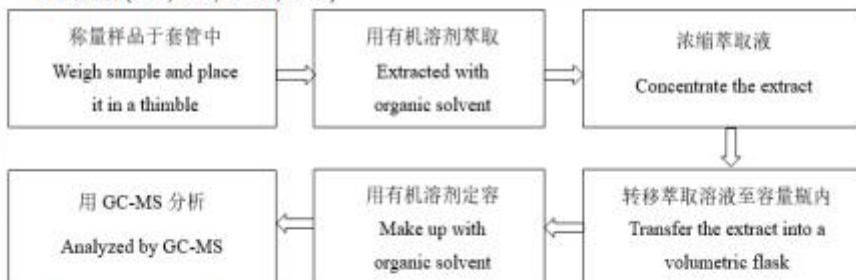 称量样品于套管中
Weigh sample and place
it in a thimble
用有机溶剂萃取
Extracted with
organic solvent
浓缩萃取液
Concentrate the extract
转移萃取溶液至容量瓶内
Transfer the extract into a
volumetric flask
用有机溶剂定容
Make up with
organic solvent
用 GC-MS 分析
Analyzed by GC-MS